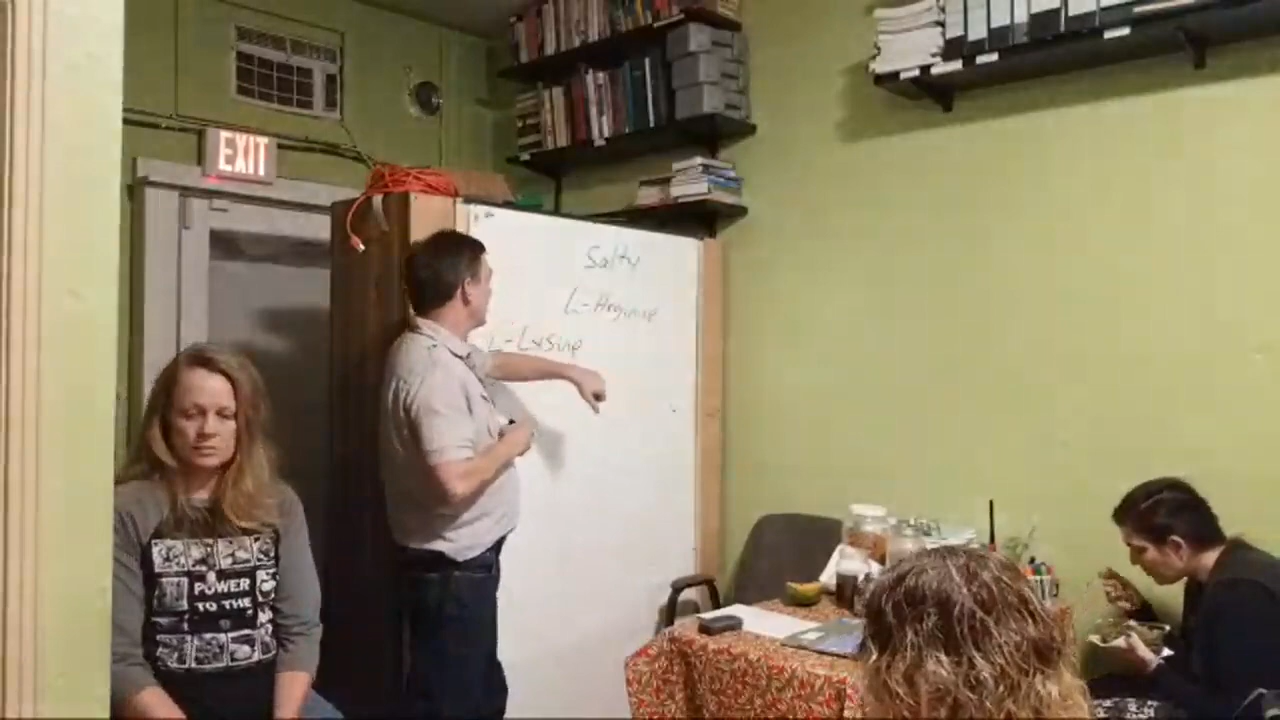 EXIT
Salty
L-Arginine
L-Lysine
POWER
TO THE